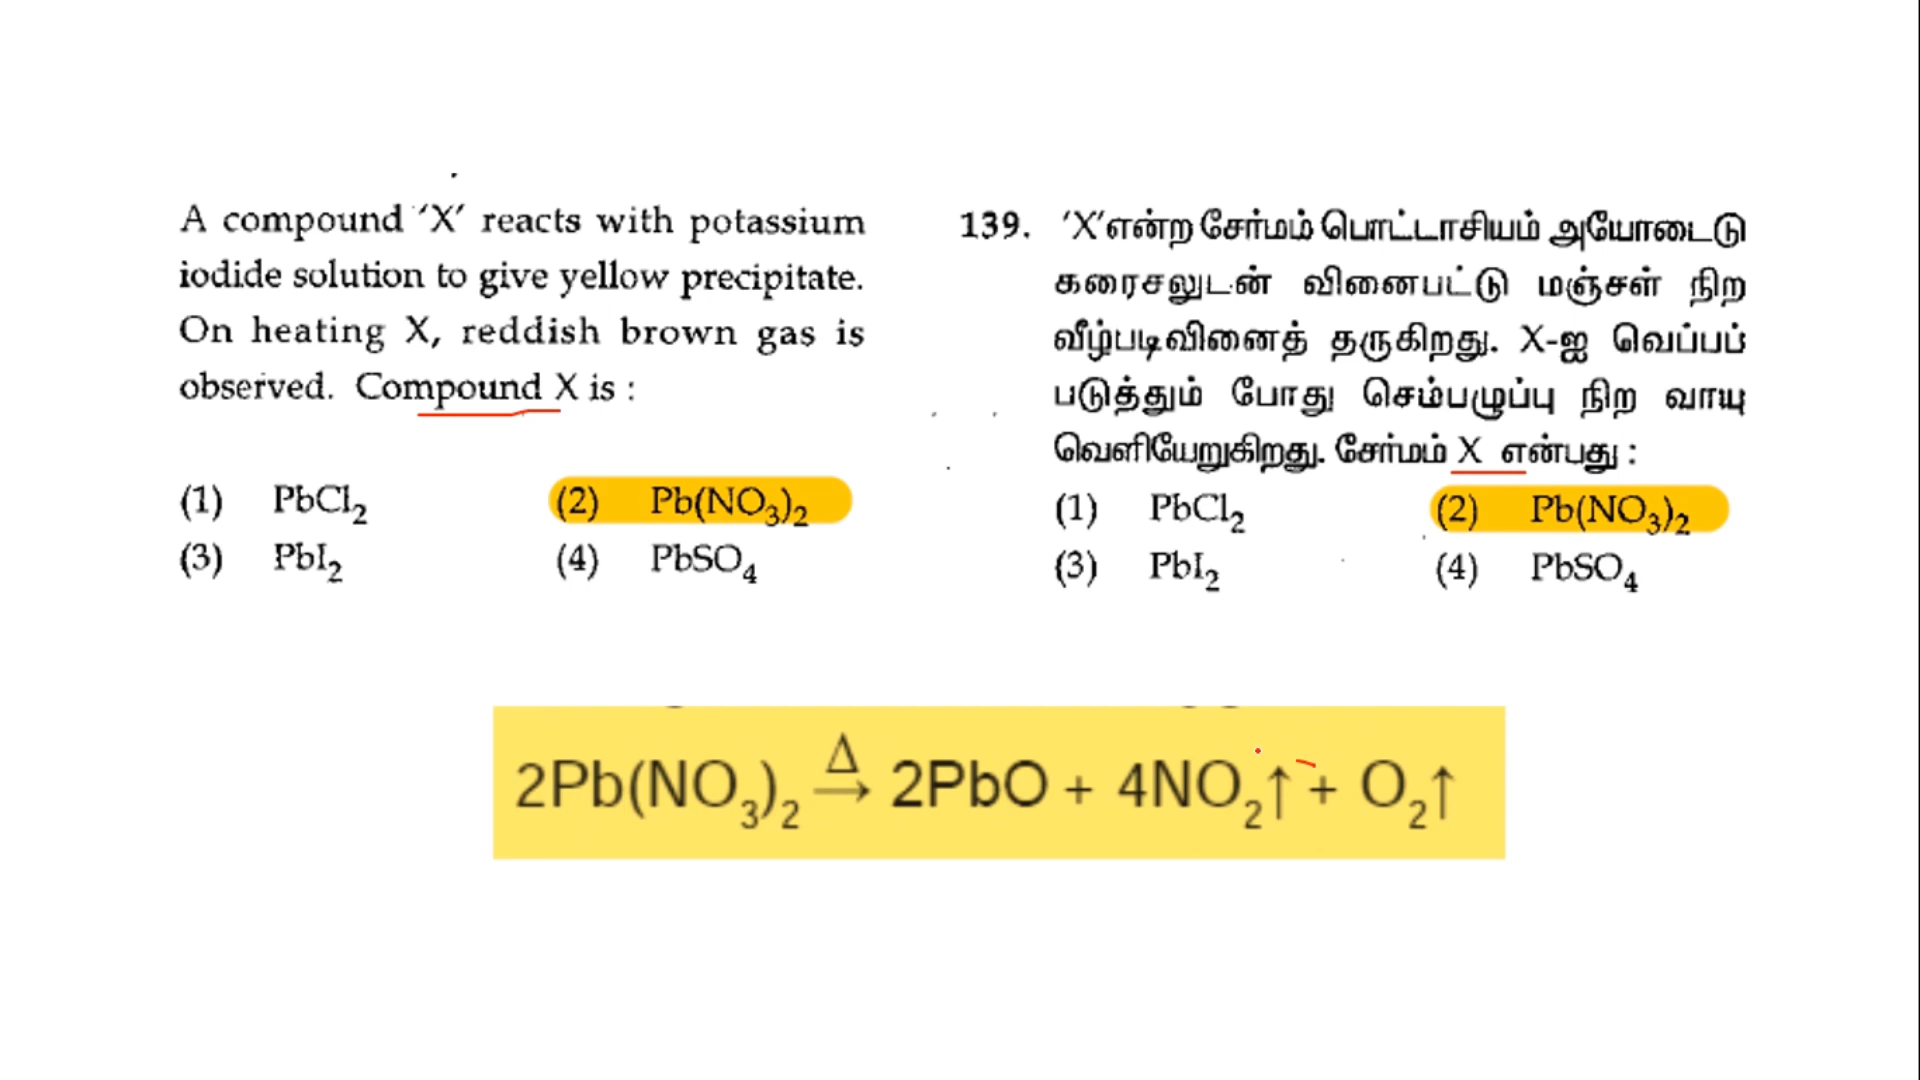 A compound ‘X’ reacts with potassium
iodide solution to give yellow precipitate.
On heating X, reddish brown gas is
observed. Compound X is :
(1) PbCl₂ (2) Pb(NO₃)₂
(3) PbI₂ (4) PbSO₄
139. ‘X’என்ற சேர்மம் பொட்டாசியம் அயோடைடு
கரைசலுடன் வினைபட்டு மஞ்சள் நிற
வீழ்படிவினைத் தருகிறது. X-ஐ வெப்பப்
படுத்தும் போது செம்பழுப்பு நிற வாயு
வெளியேறுகிறது. சேர்மம் X என்பது :
(1) PbCl₂ (2) Pb(NO₃)₂
(3) PbI₂ (4) PbSO₄
2Pb(NO₃)₂ Δ→ 2PbO + 4NO₂↑ + O₂↑